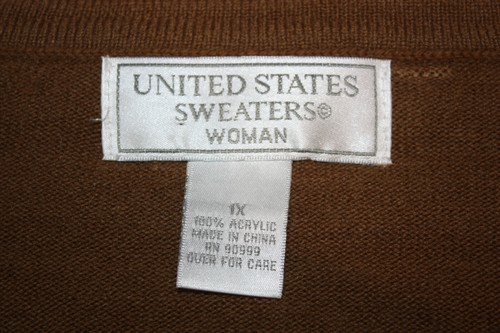 UNITED STATES
SWEATERS®
WOMAN
1X
100% ACRYLIC
MADE IN CHINA
RN 90999
OVER FOR CARE